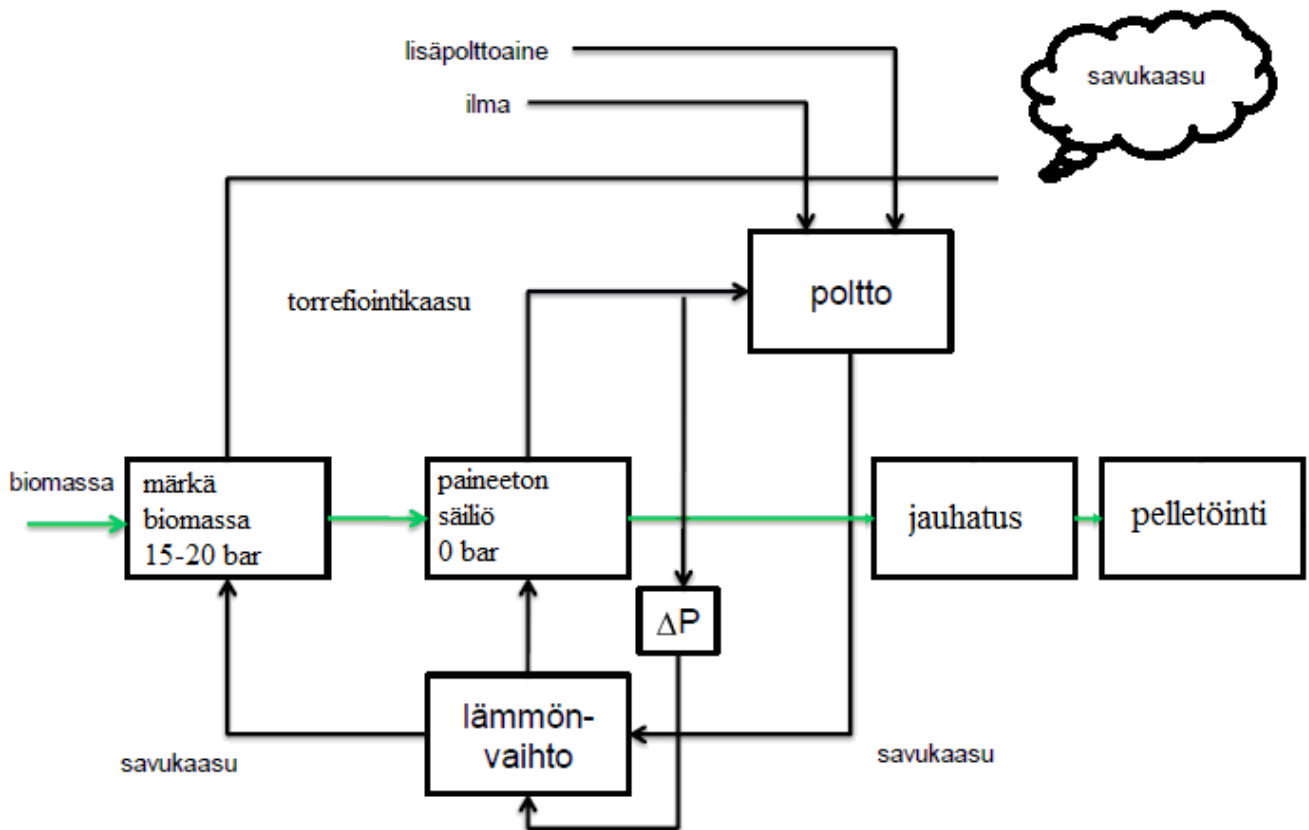 lisäpolttoaine
savukaasu
ilma
poltto
torrefiointikaasu
biomassa
märkä
biomassa
15-20 bar
paineeton
säiliö
0 bar
jauhatus
pelletöinti
ΔP
lämmön-
vaihto
savukaasu
savukaasu